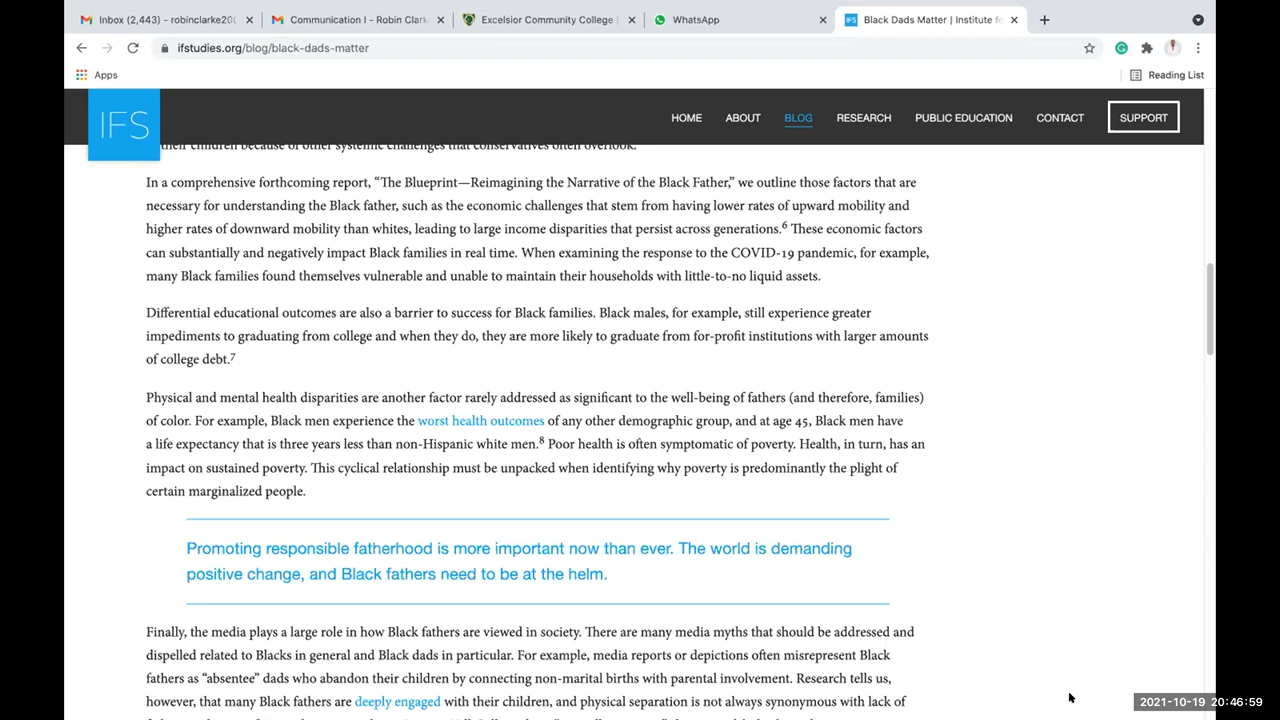 Inbox (2,443) - robinclarke20
Communication I - Robin Clark
Excelsior Community College |
WhatsApp
Black Dads Matter | Institute fo
ifstudies.org/blog/black-dads-matter
Apps
Reading List
IFS
HOME
ABOUT
BLOG
RESEARCH
PUBLIC EDUCATION
CONTACT
SUPPORT
their children because of other systemic challenges that conservatives often overlook.
In a comprehensive forthcoming report, “The Blueprint—Reimagining the Narrative of the Black Father,” we outline those factors that are
necessary for understanding the Black father, such as the economic challenges that stem from having lower rates of upward mobility and
higher rates of downward mobility than whites, leading to large income disparities that persist across generations.6 These economic factors
can substantially and negatively impact Black families in real time. When examining the response to the COVID-19 pandemic, for example,
many Black families found themselves vulnerable and unable to maintain their households with little-to-no liquid assets.
Differential educational outcomes are also a barrier to success for Black families. Black males, for example, still experience greater
impediments to graduating from college and when they do, they are more likely to graduate from for-profit institutions with larger amounts
of college debt.7
Physical and mental health disparities are another factor rarely addressed as significant to the well-being of fathers (and therefore, families)
of color. For example, Black men experience the worst health outcomes of any other demographic group, and at age 45, Black men have
a life expectancy that is three years less than non-Hispanic white men.8 Poor health is often symptomatic of poverty. Health, in turn, has an
impact on sustained poverty. This cyclical relationship must be unpacked when identifying why poverty is predominantly the plight of
certain marginalized people.
Promoting responsible fatherhood is more important now than ever. The world is demanding
positive change, and Black fathers need to be at the helm.
Finally, the media plays a large role in how Black fathers are viewed in society. There are many media myths that should be addressed and
dispelled related to Blacks in general and Black dads in particular. For example, media reports or depictions often misrepresent Black
fathers as “absentee” dads who abandon their children by connecting non-marital births with parental involvement. Research tells us,
however, that many Black fathers are deeply engaged with their children, and physical separation is not always synonymous with lack of
2021-10-19 20:46:59